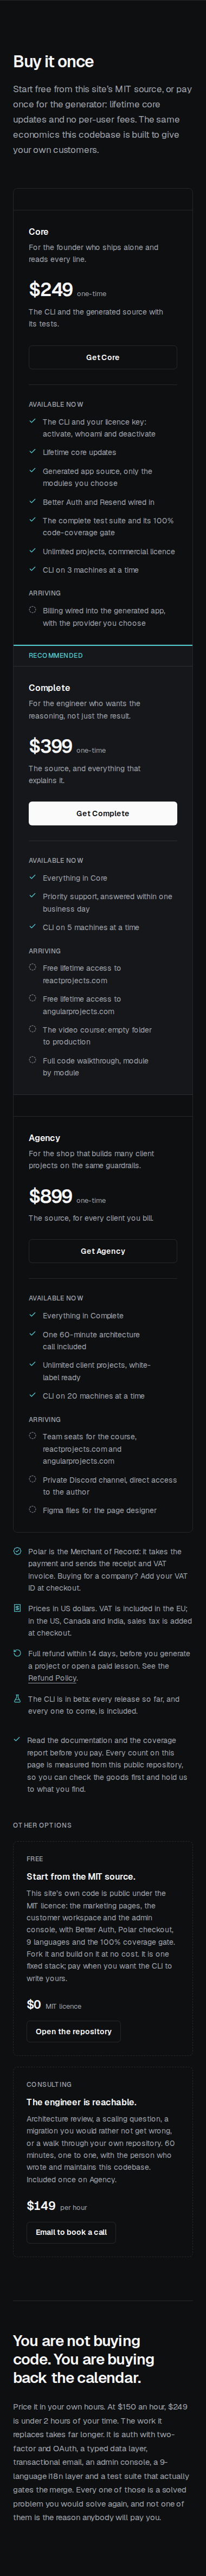 Buy it once
Start free from this site's MIT source, or pay
once for the generator: lifetime core
updates and no per-user fees. The same
economics this codebase is built to give
your own customers.
Core
For the founder who ships alone and
reads every line.
$249 one-time
The CLI and the generated source with
its tests.
Get Core
AVAILABLE NOW
The CLI and your licence key:
activate, whoami and deactivate
Lifetime core updates
Generated app source, only the
modules you choose
Better Auth and Resend wired in
The complete test suite and its 100%
code-coverage gate
Unlimited projects, commercial licence
CLI on 3 machines at a time
ARRIVING
Billing wired into the generated app,
with the provider you choose
RECOMMENDED
Complete
For the engineer who wants the
reasoning, not just the result.
$399 one-time
The source, and everything that
explains it.
Get Complete
AVAILABLE NOW
Everything in Core
Priority support, answered within one
business day
CLI on 5 machines at a time
ARRIVING
Free lifetime access to
reactprojects.com
Free lifetime access to
angularprojects.com
The video course: empty folder
to production
Full code walkthrough, module
by module
Agency
For the shop that builds many client
projects on the same guardrails.
$899 one-time
The source, for every client you bill.
Get Agency
AVAILABLE NOW
Everything in Complete
One 60-minute architecture
call included
Unlimited client projects, white-
label ready
CLI on 20 machines at a time
ARRIVING
Team seats for the course,
reactprojects.com and
angularprojects.com
Private Discord channel, direct access
to the author
Figma files for the page designer
Polar is the Merchant of Record: it takes the
payment and sends the receipt and VAT
invoice. Buying for a company? Add your VAT
ID at checkout.
Prices in US dollars. VAT is included in the EU;
in the US, Canada and India, sales tax is added
at checkout.
Full refund within 14 days, before you generate
a project or open a paid lesson. See the
Refund Policy.
The CLI is in beta: every release so far, and
every one to come, is included.
Read the documentation and the coverage
report before you pay. Every count on this
page is measured from this public repository,
so you can check the goods first and hold us
to what you find.
OTHER OPTIONS
FREE
Start from the MIT source.
This site's own code is public under the
MIT licence: the marketing pages, the
customer workspace and the admin
console, with Better Auth, Polar checkout,
9 languages and the 100% coverage gate.
Fork it and build on it at no cost. It is one
fixed stack; pay when you want the CLI to
write yours.
$0 MIT licence
Open the repository
CONSULTING
The engineer is reachable.
Architecture review, a scaling question, a
migration you would rather not get wrong,
or a walk through your own repository. 60
minutes, one to one, with the person who
wrote and maintains this codebase.
Included once on Agency.
$149 per hour
Email to book a call
You are not buying
code. You are buying
back the calendar.
Price it in your own hours. At $150 an hour, $249
is under 2 hours of your time. The work it
replaces takes far longer. It is auth with two-
factor and OAuth, a typed data layer,
transactional email, an admin console, a 9-
language i18n layer and a test suite that actually
gates the merge. Every one of those is a solved
problem you would solve again, and not one of
them is the reason anybody will pay you.